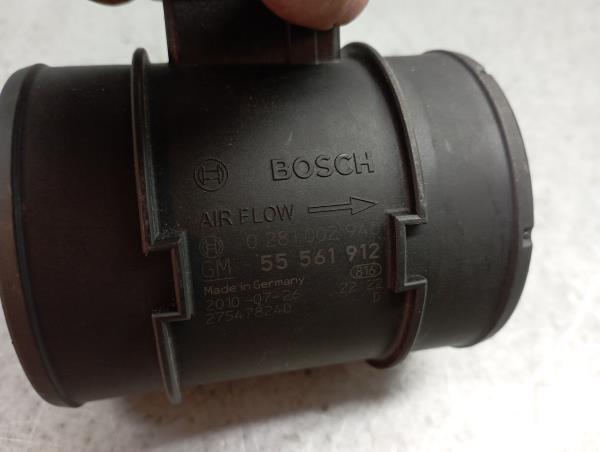 BOSCH
AIR FLOW
0 281 002
GM 55 561 912
Made in Germany 816
2010-07-26 22:22
275478240 D